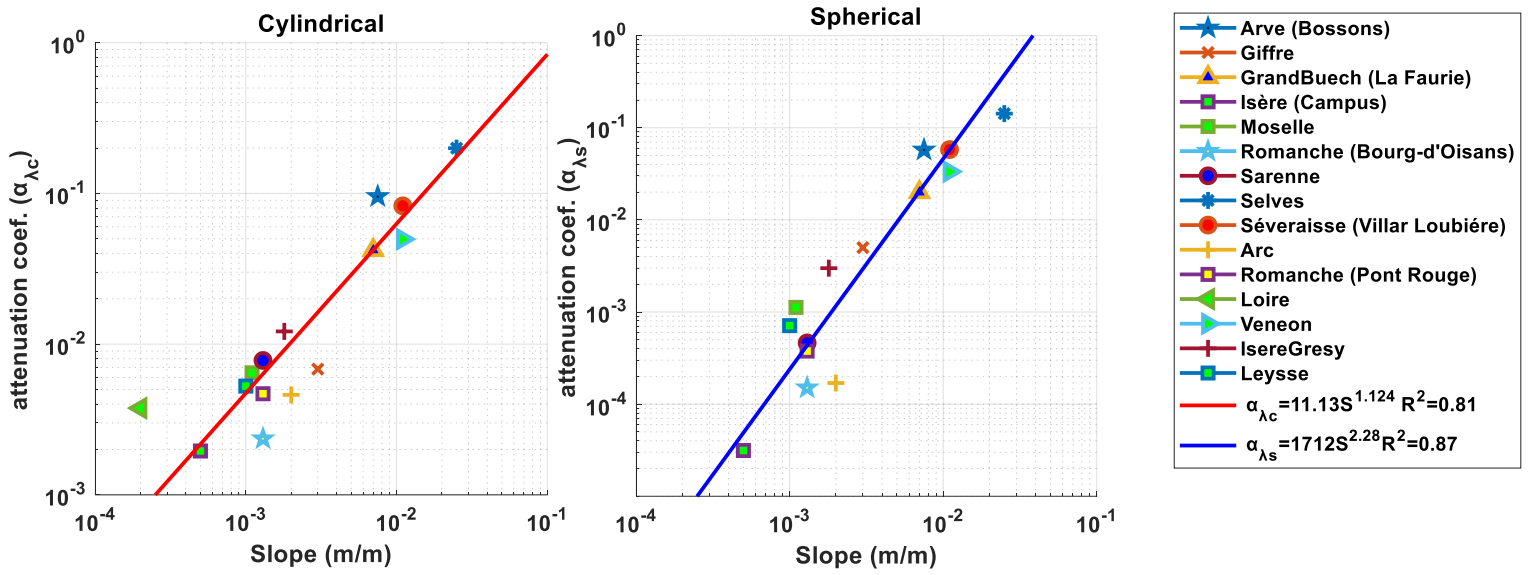 Cylindrical
10^0
10^-1
10^-2
10^-3
10^-4
10^-3
10^-2
10^-1
attenuation coef. (α_λc)
Slope (m/m)
Spherical
10^0
10^-1
10^-2
10^-3
10^-4
10^-4
10^-3
10^-2
10^-1
attenuation coef. (α_λs)
Slope (m/m)
Arve (Bossons)
Giffre
GrandBuech (La Faurie)
Isère (Campus)
Moselle
Romanche (Bourg-d'Oisans)
Sarenne
Selves
Séveraisse (Villar Loubiére)
Arc
Romanche (Pont Rouge)
Loire
Veneon
IsereGresy
Leysse
α_λc=11.13S^1.124 R^2=0.81
α_λs=1712S^2.28R^2=0.87